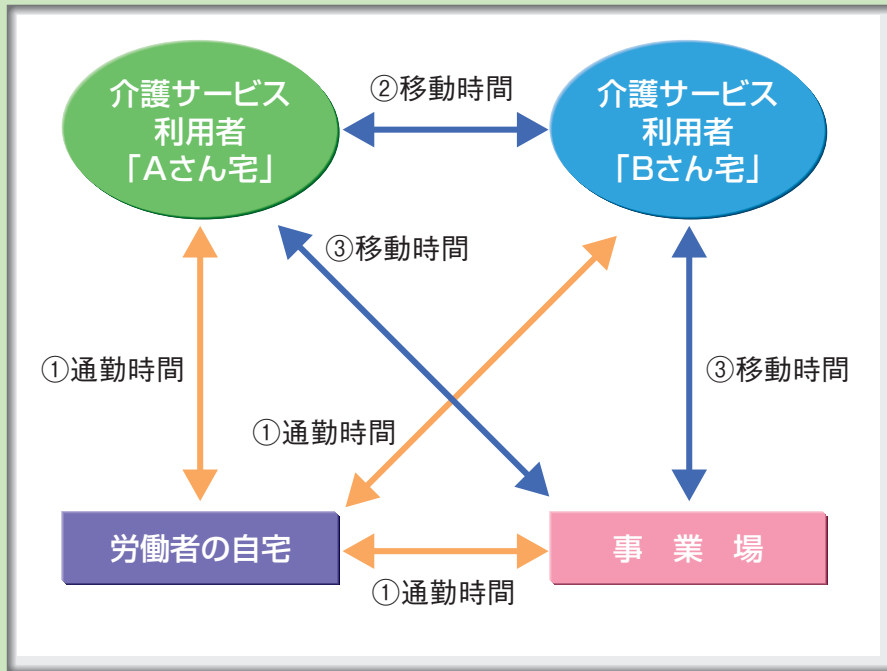 介護サービス
利用者
「Aさん宅」
②移動時間
介護サービス
利用者
「Bさん宅」
③移動時間
①通勤時間
③移動時間
①通勤時間
労働者の自宅
事 業 場
①通勤時間